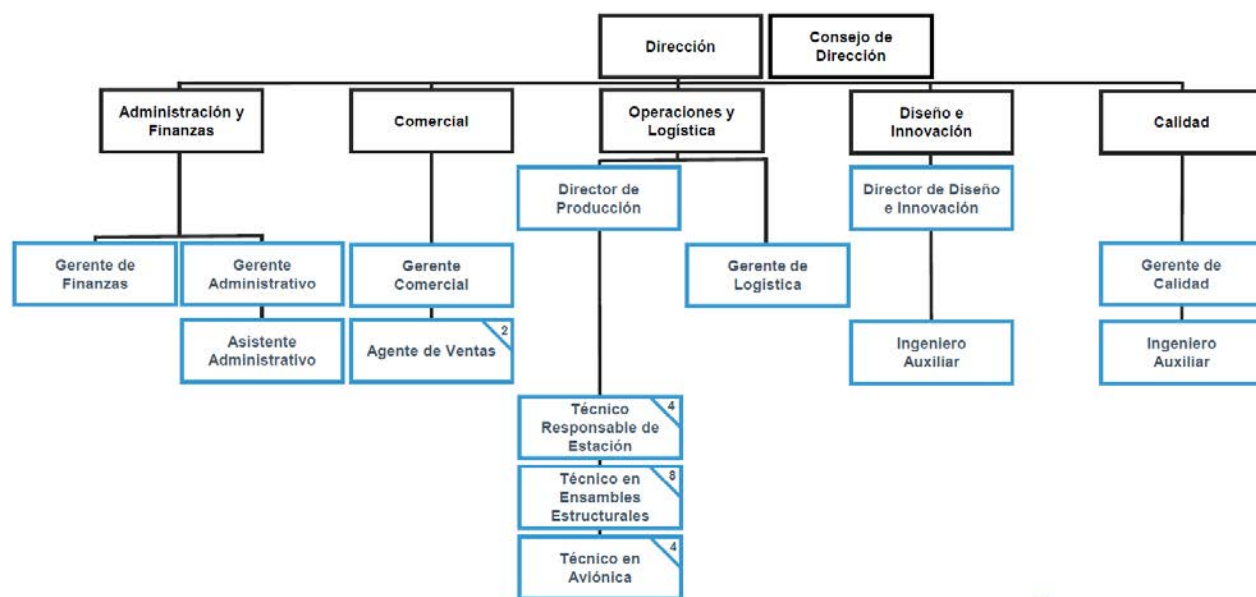 Dirección
Consejo de
Dirección
Administración y
Finanzas
Comercial
Operaciones y
Logística
Diseño e
Innovación
Calidad
Director de
Producción
Director de Diseño
e Innovación
Gerente de
Finanzas
Gerente
Administrativo
Gerente
Comercial
Gerente de
Logística
Gerente de
Calidad
Asistente
Administrativo
Agente de Ventas
2
Ingeniero
Auxiliar
Ingeniero
Auxiliar
Técnico
Responsable de
Estación
4
Técnico en
Ensambles
Estructurales
8
Técnico en
Aviónica
4